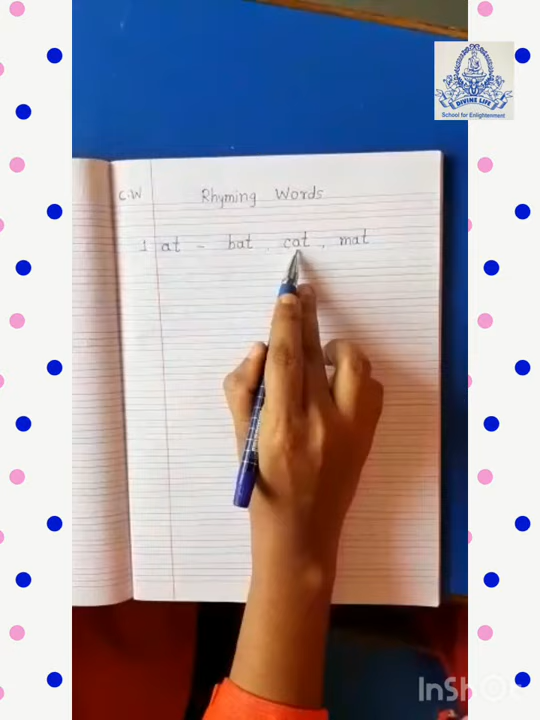 DIVINE LIFE
School for Enlightenment
C.W Rhyming Words
1 at - bat, cat, mat
InShOt